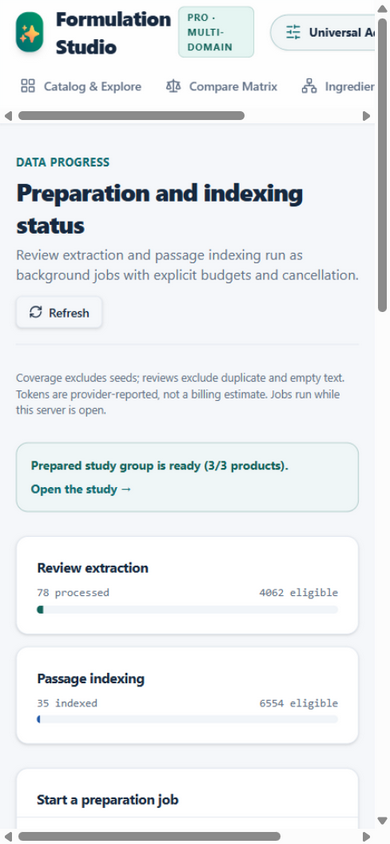 Formulation
Studio
PRO ·
MULTI-
DOMAIN
Universal
Catalog & Explore
Compare Matrix
DATA PROGRESS
Preparation and indexing
status
Review extraction and passage indexing run as
background jobs with explicit budgets and cancellation.
Refresh
Coverage excludes seeds; reviews exclude duplicate and empty text.
Tokens are provider-reported, not a billing estimate. Jobs run while
this server is open.
Prepared study group is ready (3/3 products).
Open the study →
Review extraction
78 processed
4062 eligible
Passage indexing
35 indexed
6554 eligible
Start a preparation job